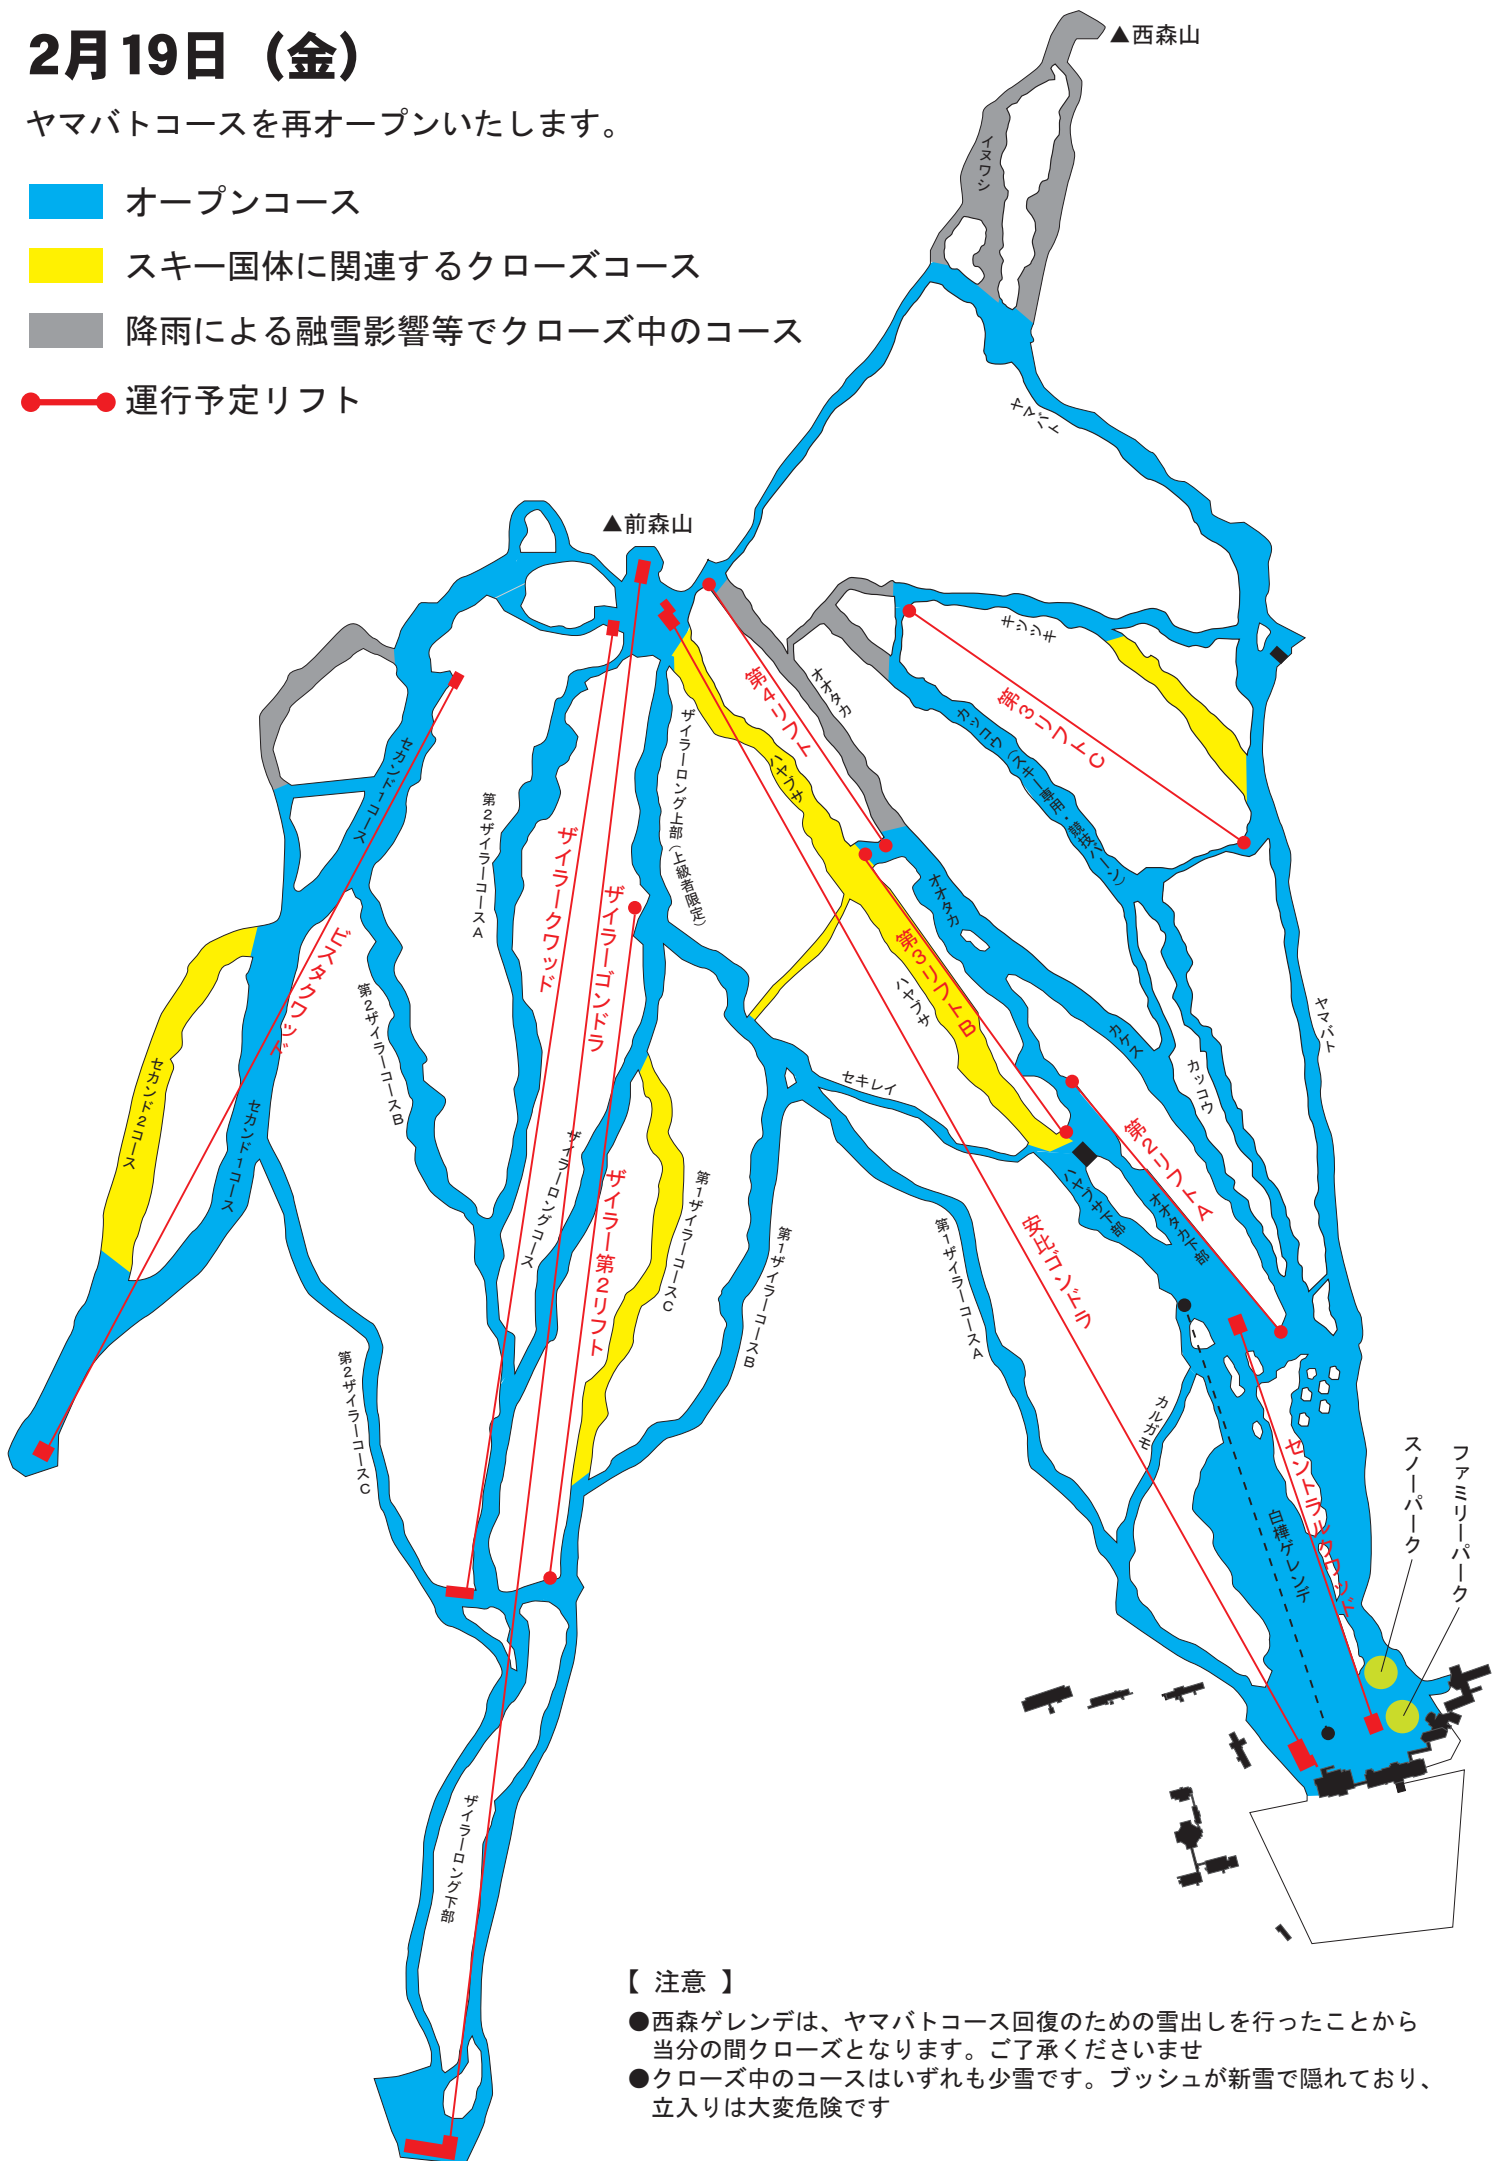 2月19日（金）
ヤマバトコースを再オープンいたします。
オープンコース
スキー国体に関連するクローズコース
降雨による融雪影響等でクローズ中のコース
運行予定リフト
▲西森山
イヌワシ
ヤマバト
▲前森山
キツツキ
オオタカ
第4リフト
第3リフトC
カッコウ（スキー専用・競技バーン）
ハヤブサ
ザイラーロング上部（上級者限定）
セカンド1コース
第2ザイラーコースA
ザイラークワッド
ザイラーゴンドラ
ビスタクワッド
オオタカ
第3リフトB
ハヤブサ
第2ザイラーコースB
カケス
カッコウ
ヤマバト
セキレイ
セカンド2コース
セカンド1コース
ザイラーロングコース
ザイラー第2リフト
第1ザイラーコースC
第1ザイラーコースB
第1ザイラーコースA
安比ゴンドラ
ハヤブサ下部
オオタカ下部
第2リフトA
第2ザイラーコースC
カルガモ
セントラルクワッド
白樺ゲレンデ
スノーパーク
ファミリーパーク
ザイラーロング下部
【 注意 】
●西森ゲレンデは、ヤマバトコース回復のための雪出しを行ったことから
当分の間クローズとなります。ご了承くださいませ
●クローズ中のコースはいずれも少雪です。ブッシュが新雪で隠れており、
立入りは大変危険です